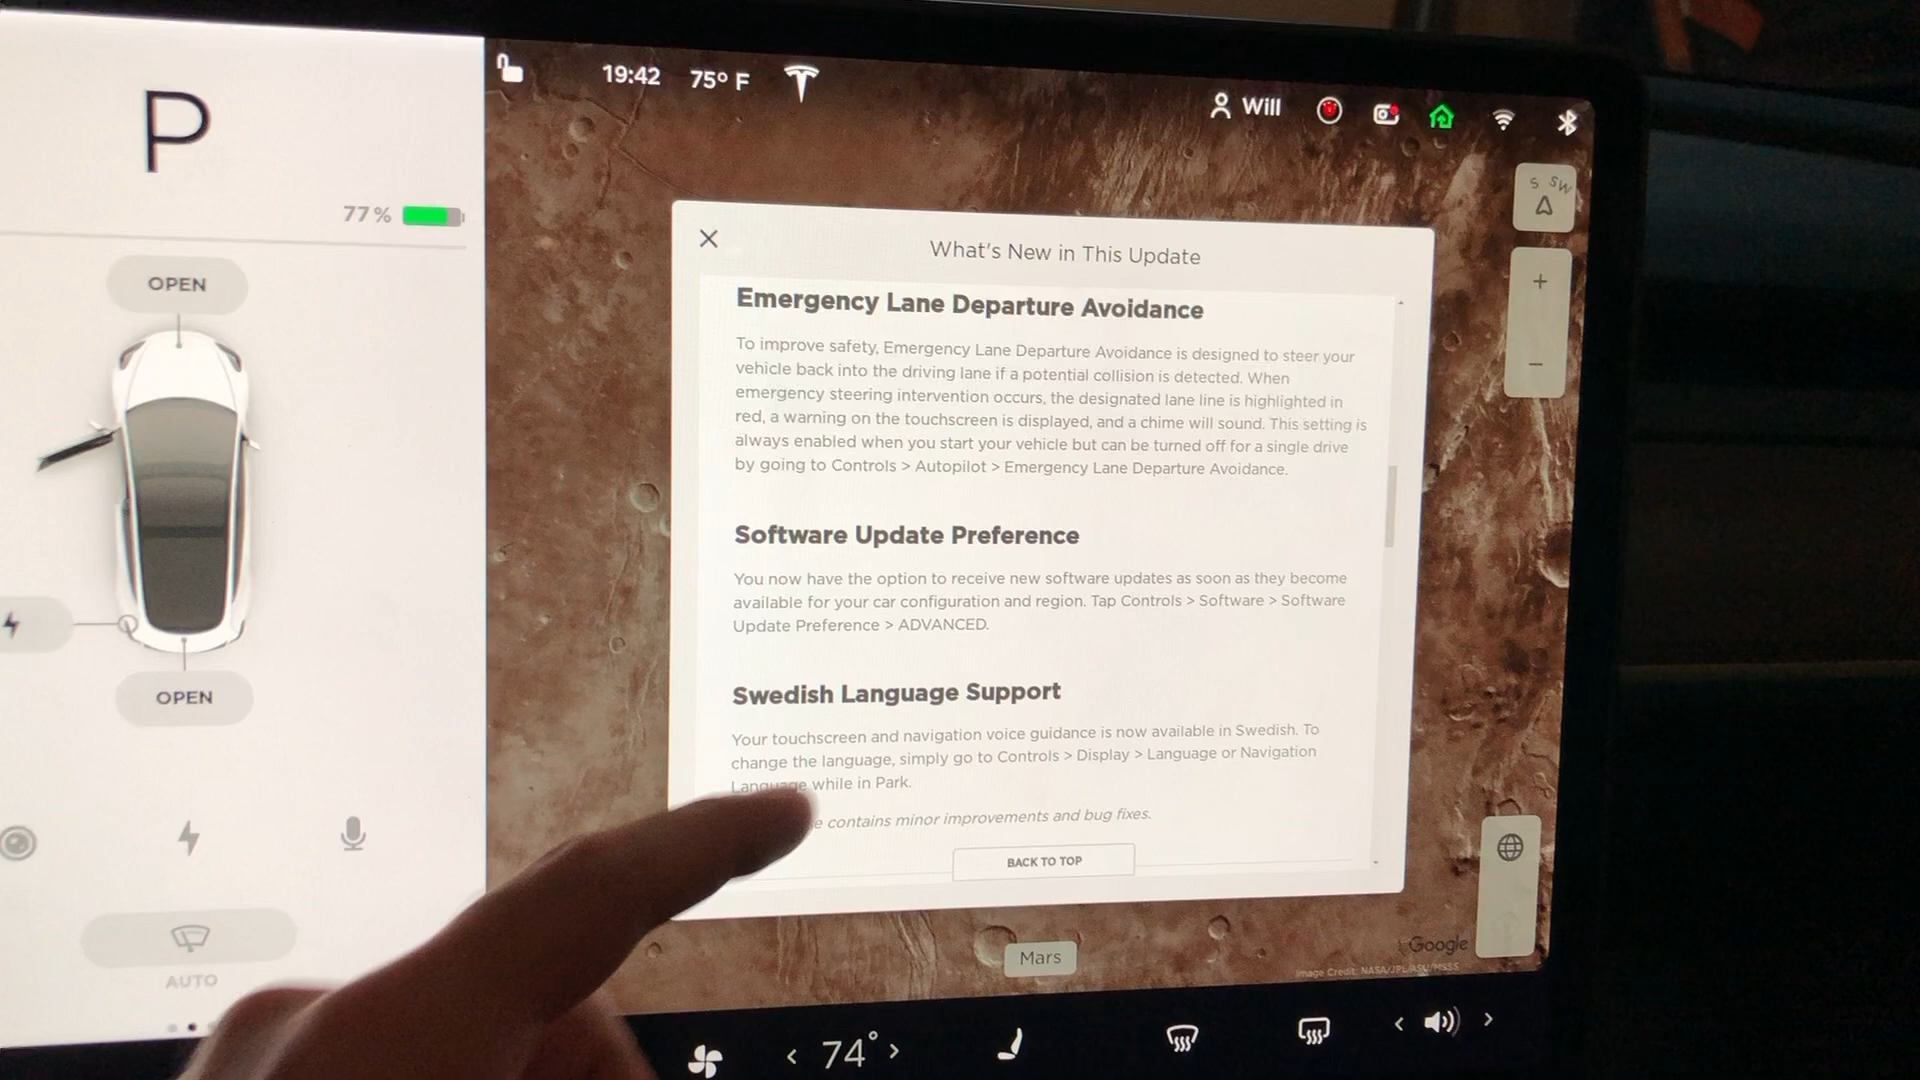 P
77%
OPEN
OPEN
AUTO
19:42 75° F
Will
S SW
What's New in This Update
Emergency Lane Departure Avoidance
To improve safety, Emergency Lane Departure Avoidance is designed to steer your
vehicle back into the driving lane if a potential collision is detected. When
emergency steering intervention occurs, the designated lane line is highlighted in
red, a warning on the touchscreen is displayed, and a chime will sound. This setting is
always enabled when you start your vehicle but can be turned off for a single drive
by going to Controls > Autopilot > Emergency Lane Departure Avoidance.
Software Update Preference
You now have the option to receive new software updates as soon as they become
available for your car configuration and region. Tap Controls > Software > Software
Update Preference > ADVANCED.
Swedish Language Support
Your touchscreen and navigation voice guidance is now available in Swedish. To
change the language, simply go to Controls > Display > Language or Navigation
Language while in Park.
contains minor improvements and bug fixes.
BACK TO TOP
Mars
Google
Image Credit: NASA/JPL/ASU/MSSS
< 74° >